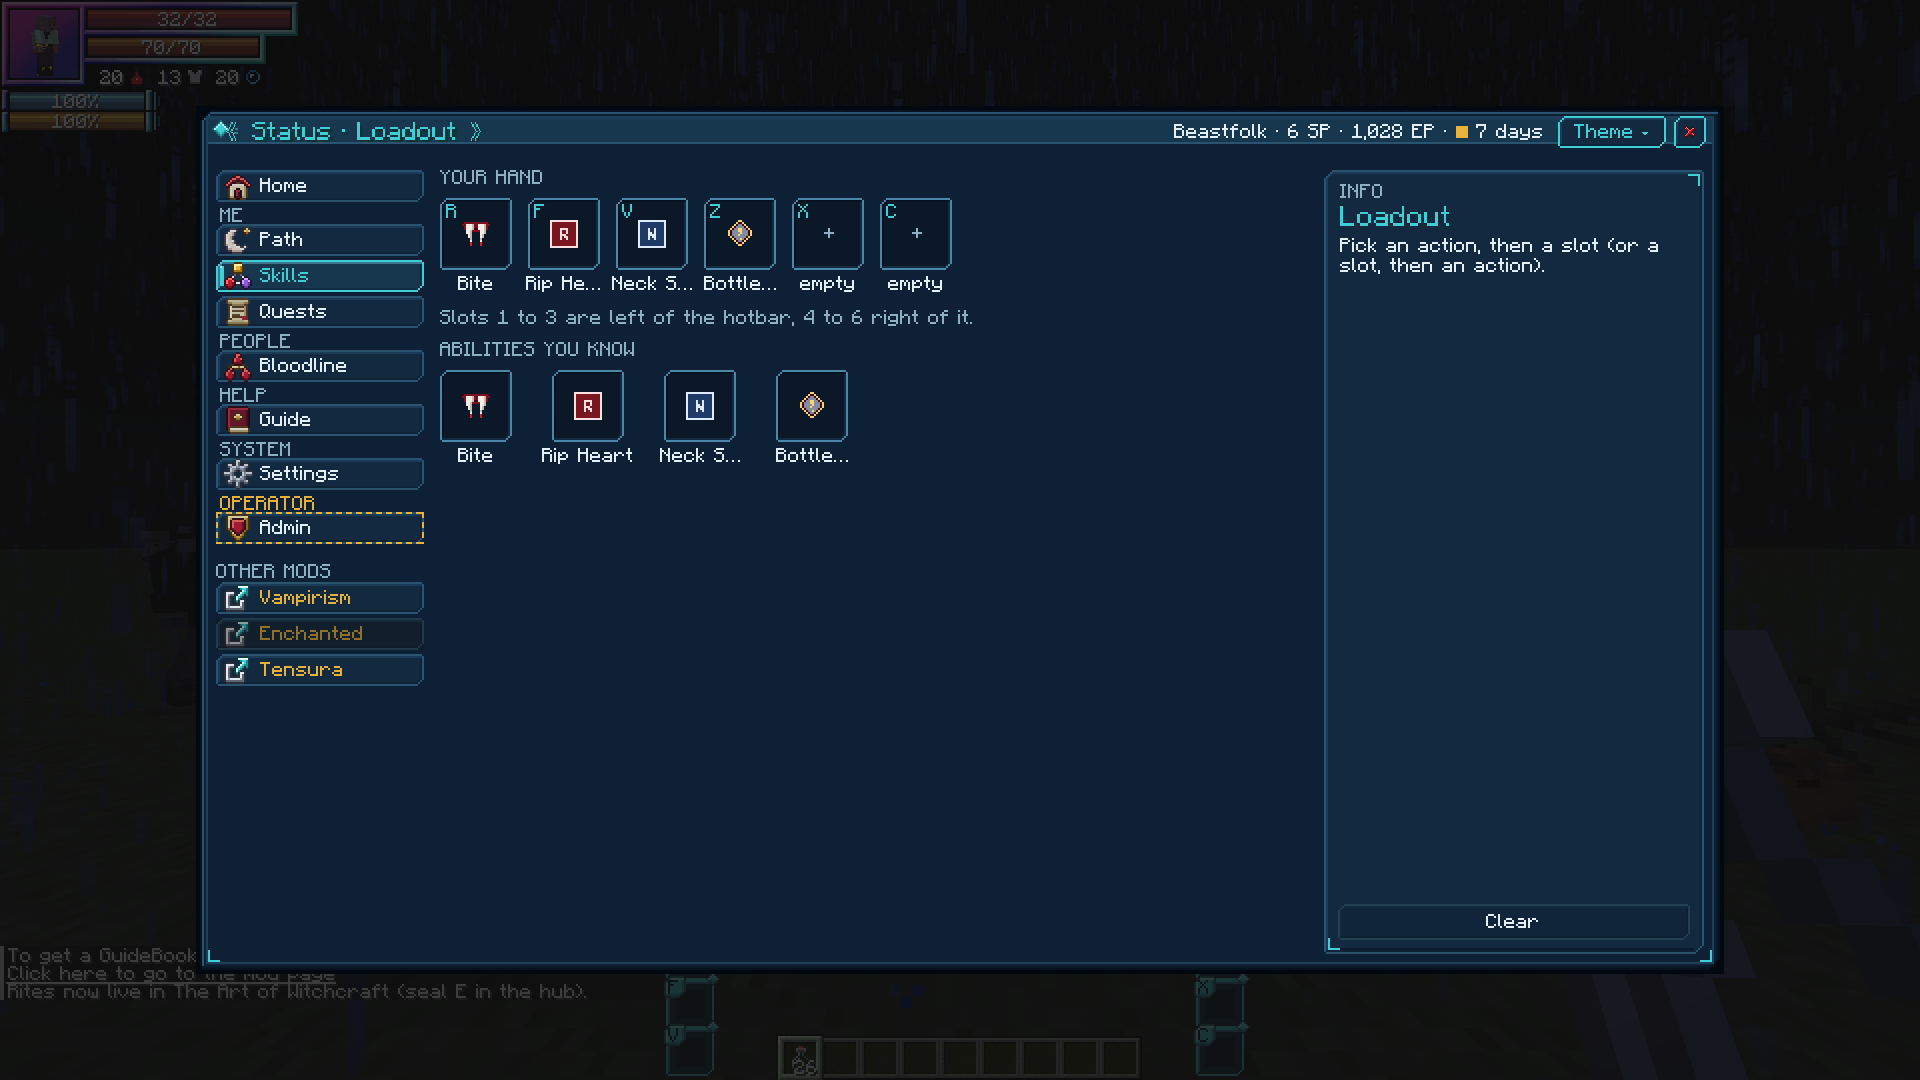 32/32
70/70
20 13 20
100%
100%
Status · Loadout
Beastfolk · 6 SP · 1,028 EP · 7 days
Theme
×
Home
ME
Path
Skills
Quests
PEOPLE
Bloodline
HELP
Guide
SYSTEM
Settings
OPERATOR
Admin
OTHER MODS
Vampirism
Enchanted
Tensura
YOUR HAND
R F V Z X C
R N
+ +
Bite Rip He... Neck S... Bottle... empty empty
Slots 1 to 3 are left of the hotbar, 4 to 6 right of it.
ABILITIES YOU KNOW
R N
Bite Rip Heart Neck S... Bottle...
INFO
Loadout
Pick an action, then a slot (or a
slot, then an action).
Clear
To get a GuideBook
Click here to go to the Mod page
Rites now live in The Art of Witchcraft (seal E in the hub).
F X
V C
26